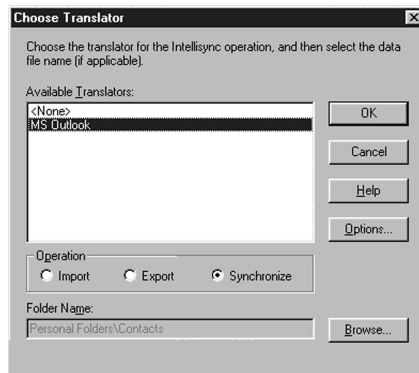 Choose Translator
Choose the translator for the Intellisync operation, and then select the data
file name (if applicable).
Available Translators:
<None>
MS Outlook
OK
Cancel
Help
Options...
Operation
Import Export Synchronize
Folder Name:
Personal Folders\Contacts
Browse...